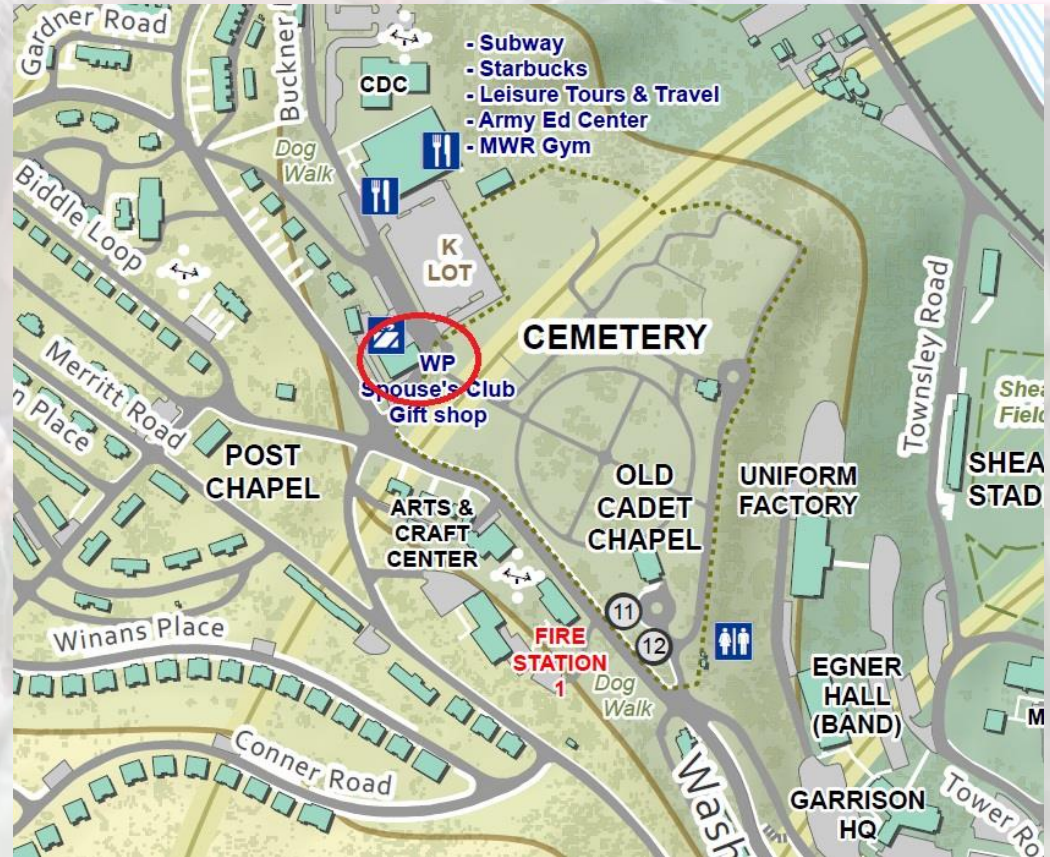 Gardner Road
Buckner
CDC
- Subway
- Starbucks
- Leisure Tours & Travel
- Army Ed Center
- MWR Gym
Dog
Walk
Biddle Loop
K
LOT
CEMETERY
WP
Spouse's Club
Gift shop
Merritt Road
Place
POST
CHAPEL
ARTS &
CRAFT
CENTER
OLD
CADET
CHAPEL
UNIFORM
FACTORY
Townsley Road
Shea
Field
SHEA
STAD
11
12
Winans Place
FIRE
STATION
1
Dog
Walk
EGNER
HALL
(BAND)
M
Conner Road
Wash
GARRISON
HQ
Tower Ro